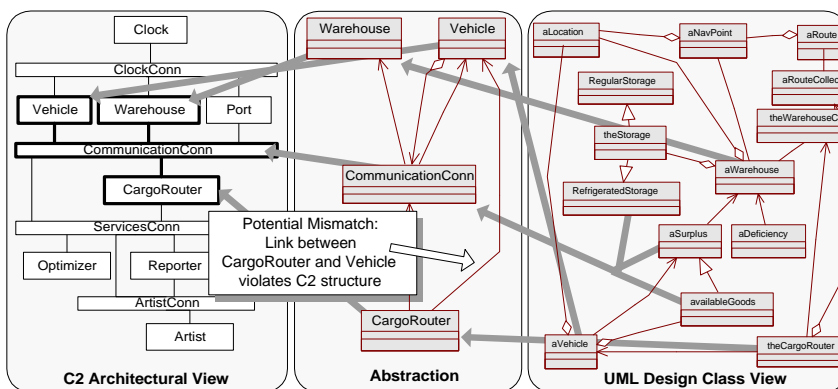 Clock
ClockConn
Vehicle
Warehouse
Port
CommunicationConn
CargoRouter
ServicesConn
Optimizer
Reporter
ArtistConn
Artist
C2 Architectural View
Warehouse
Vehicle
CommunicationConn
Potential Mismatch:
Link between
CargoRouter and Vehicle
violates C2 structure
CargoRouter
Abstraction
aLocation
aNavPoint
aRoute
RegularStorage
aRouteCollec
theWarehouseC
theStorage
aWarehouse
RefrigeratedStorage
aSurplus
aDeficiency
availableGoods
aVehicle
theCargoRouter
UML Design Class View